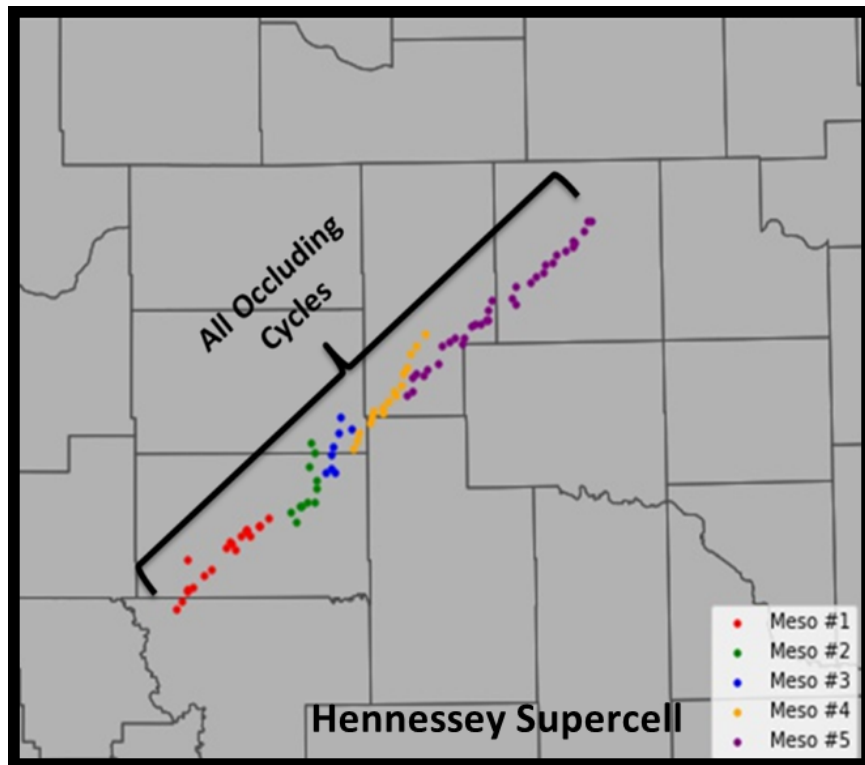 All Occluding
Cycles
Hennessey Supercell
Meso #1
Meso #2
Meso #3
Meso #4
Meso #5